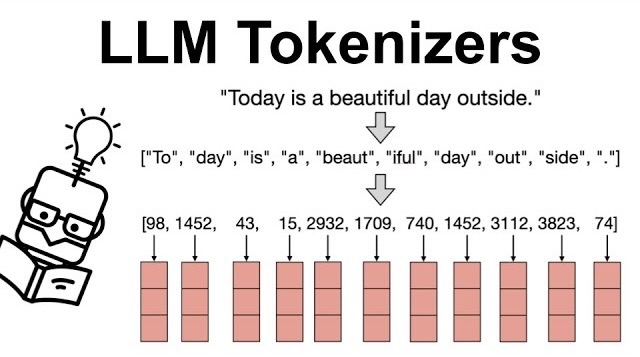 LLM Tokenizers
"Today is a beautiful day outside."
["To", "day", "is", "a", "beaut", "iful", "day", "out", "side", "."]
[98, 1452, 43, 15, 2932, 1709, 740, 1452, 3112, 3823, 74]